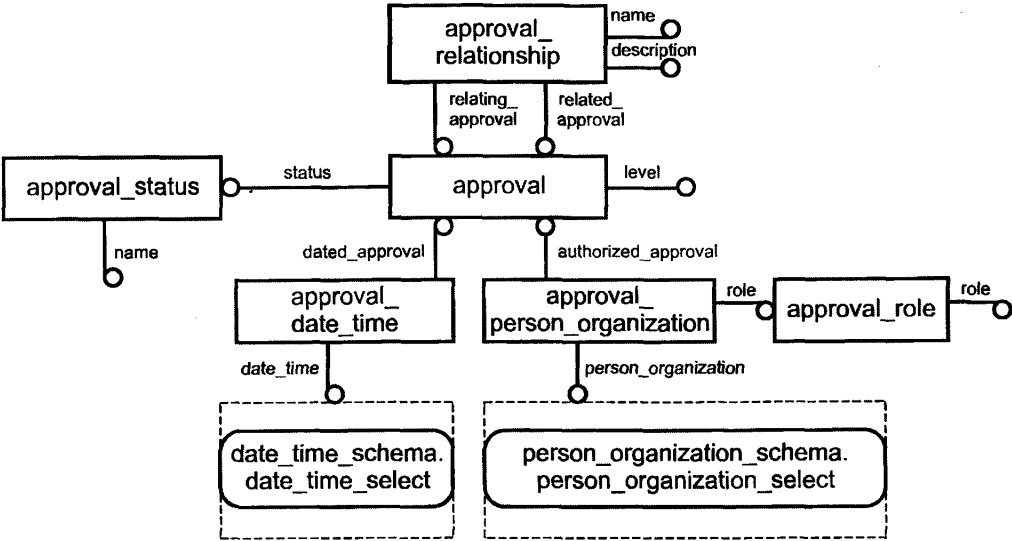 approval_
relationship
name
description
relating_
approval
related_
approval
approval_status
status
approval
level
name
dated_approval
authorized_approval
approval_
date_time
approval_
person_organization
role
approval_role
role
date_time
person_organization
date_time_schema.
date_time_select
person_organization_schema.
person_organization_select